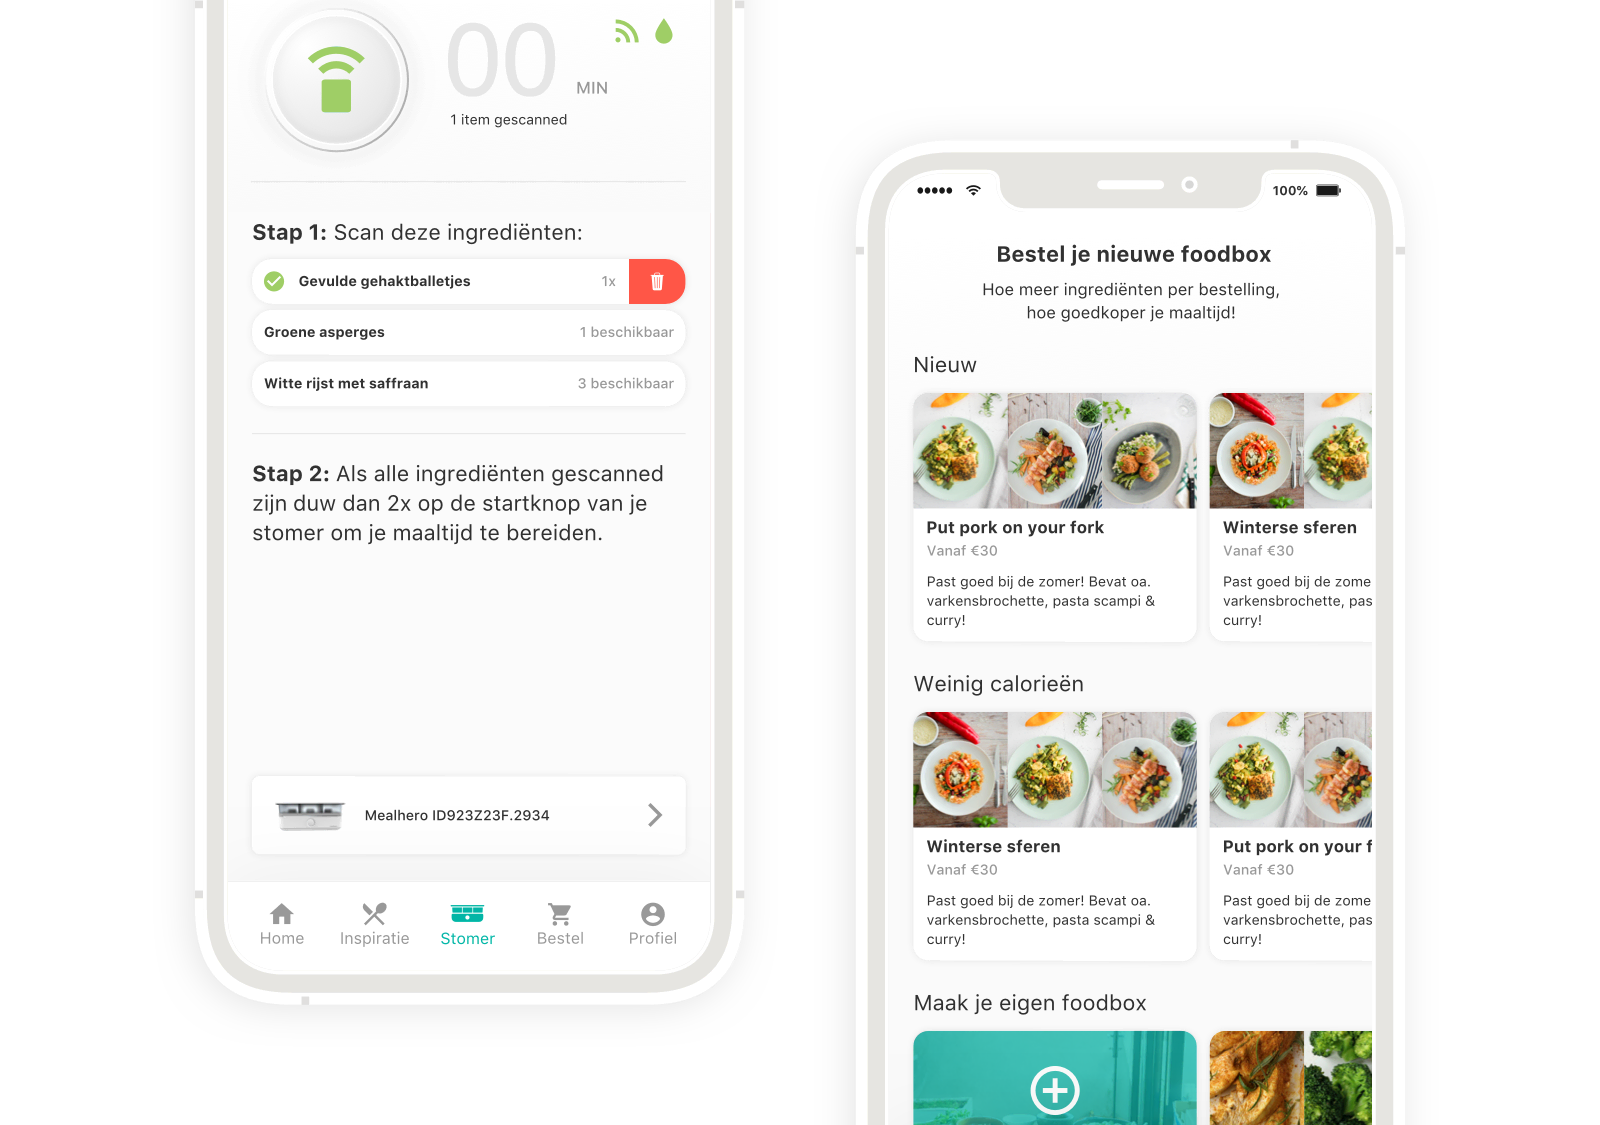 00
MIN
1 item gescanned
Stap 1: Scan deze ingrediënten:
Gevulde gehaktballetjes 1x
Groene asperges 1 beschikbaar
Witte rijst met saffraan 3 beschikbaar
Stap 2: Als alle ingrediënten gescanned
zijn duw dan 2x op de startknop van je
stomer om je maaltijd te bereiden.
Mealhero ID923Z23F.2934
Home Inspiratie Stomer Bestel Profiel
100%
Bestel je nieuwe foodbox
Hoe meer ingrediënten per bestelling,
hoe goedkoper je maaltijd!
Nieuw
Put pork on your fork
Vanaf €30
Past goed bij de zomer! Bevat oa.
varkensbrochette, pasta scampi &
curry!
Winterse sferen
Vanaf €30
Past goed bij de zome
varkensbrochette, pas
curry!
Weinig calorieën
Winterse sferen
Vanaf €30
Past goed bij de zomer! Bevat oa.
varkensbrochette, pasta scampi &
curry!
Put pork on your f
Vanaf €30
Past goed bij de zome
varkensbrochette, pas
curry!
Maak je eigen foodbox